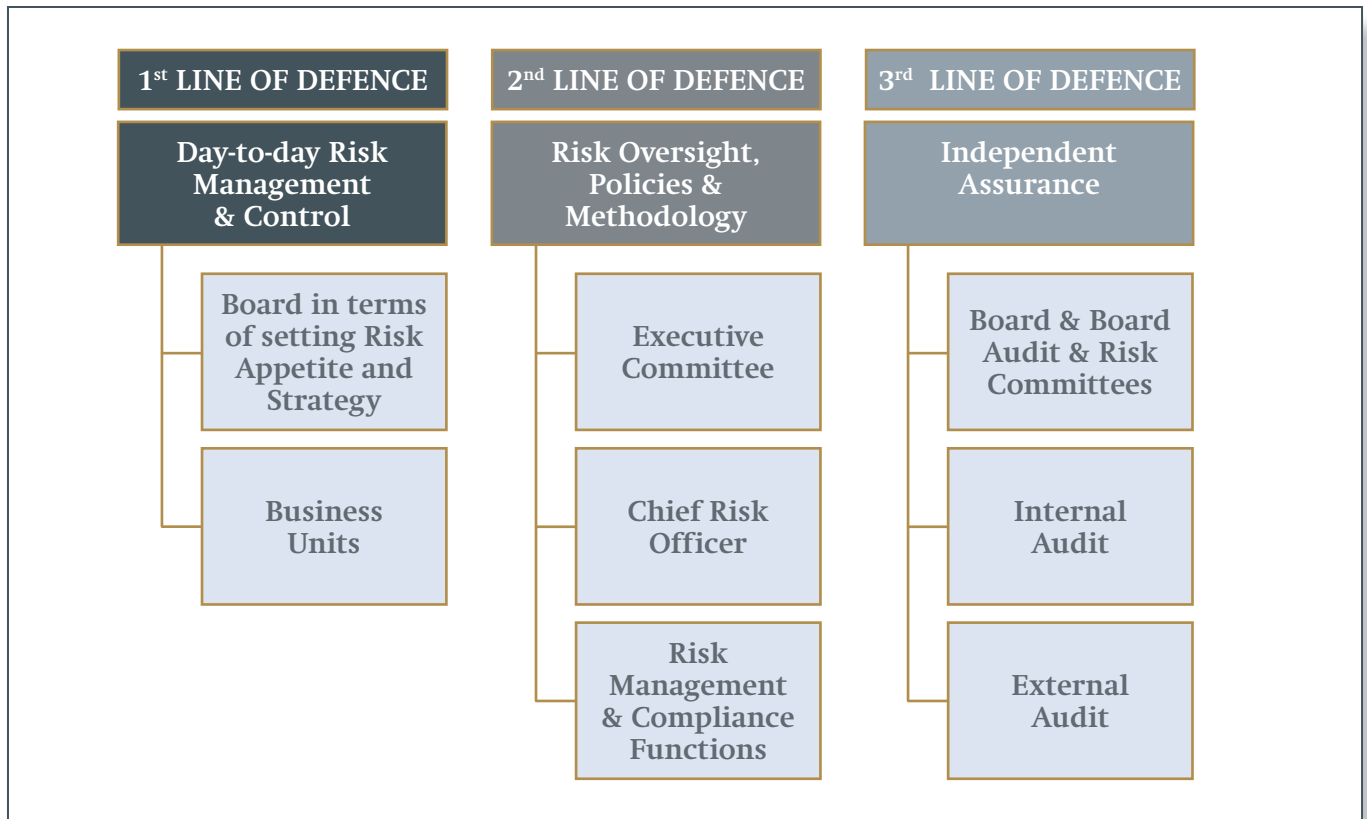 1st LINE OF DEFENCE
Day-to-day Risk
Management
& Control
Board in terms
of setting Risk
Appetite and
Strategy
Business
Units
2nd LINE OF DEFENCE
Risk Oversight,
Policies &
Methodology
Executive
Committee
Chief Risk
Officer
Risk
Management
& Compliance
Functions
3rd LINE OF DEFENCE
Independent
Assurance
Board & Board
Audit & Risk
Committees
Internal
Audit
External
Audit